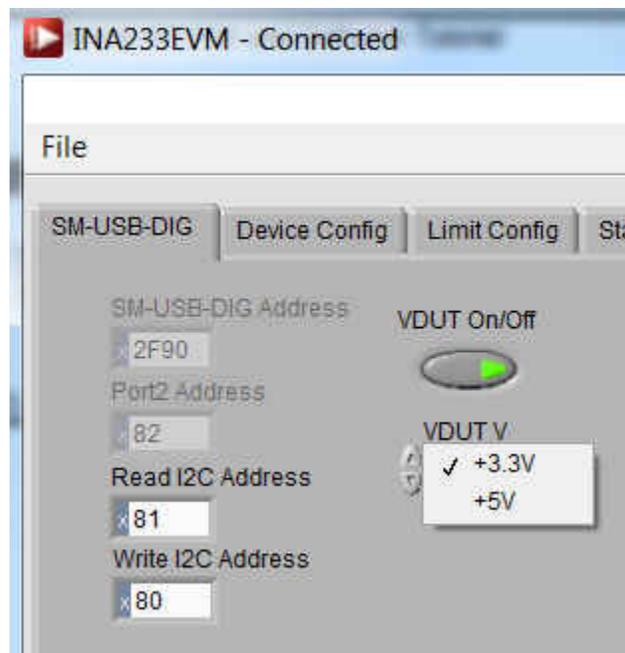 INA233EVM - Connected
File
SM-USB-DIG
Device Config
Limit Config
Sta
SM-USB-DIG Address
x 2F90
Port2 Address
x 82
Read I2C Address
x 81
Write I2C Address
x 80
VDUT On/Off
VDUT V
✓ +3.3V
+5V